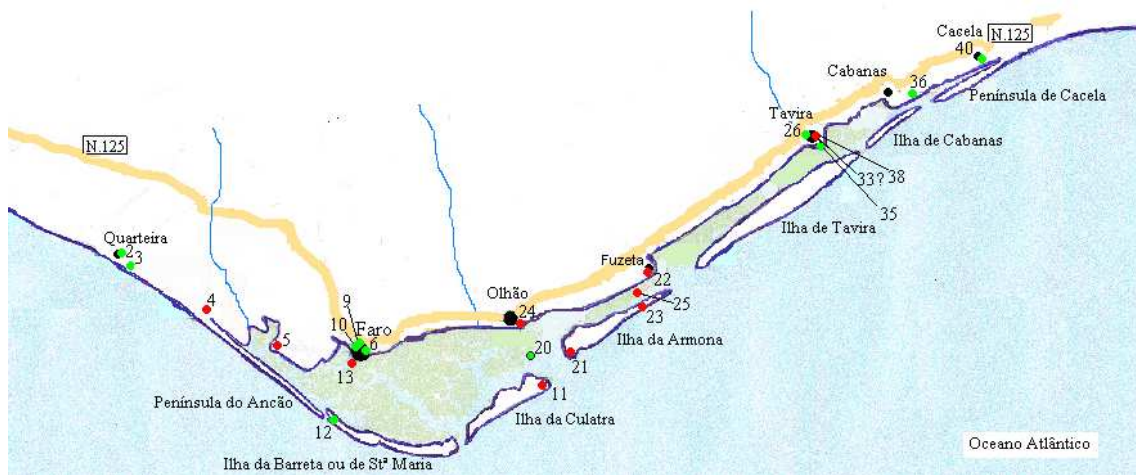 Cacela
N.125
40
Cabanas
36
Península de Cacela
Tavira
26
Ilha de Cabanas
N.125
38
33?
35
Ilha de Tavira
Quarteira
2
3
Fuzeta
22
4
Olhão
24
25
23
9
10
Faro
6
5
Ilha da Armona
20
21
13
11
Península do Ancão
12
Ilha da Culatra
Oceano Atlântico
Ilha da Barreta ou de Stª Maria